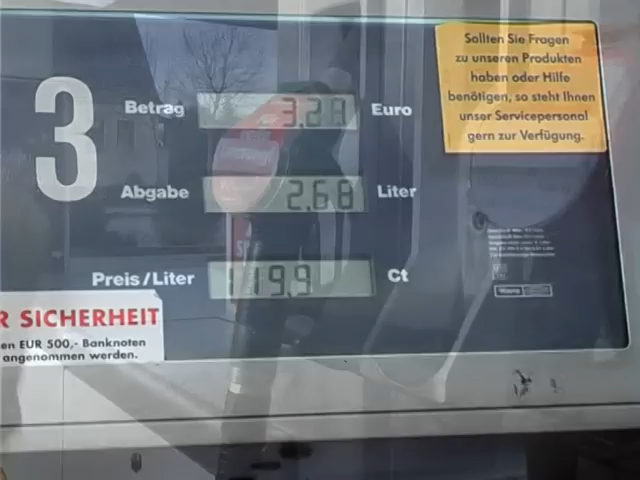 3
Betrag 3.21 Euro
Abgabe 2.68 Liter
Preis/Liter 119.9 Ct
Sollten Sie Fragen
zu unseren Produkten
haben oder Hilfe
benötigen, so steht Ihnen
unser Servicepersonal
gern zur Verfügung.
R SICHERHEIT
en EUR 500,- Banknoten
angenommen werden.